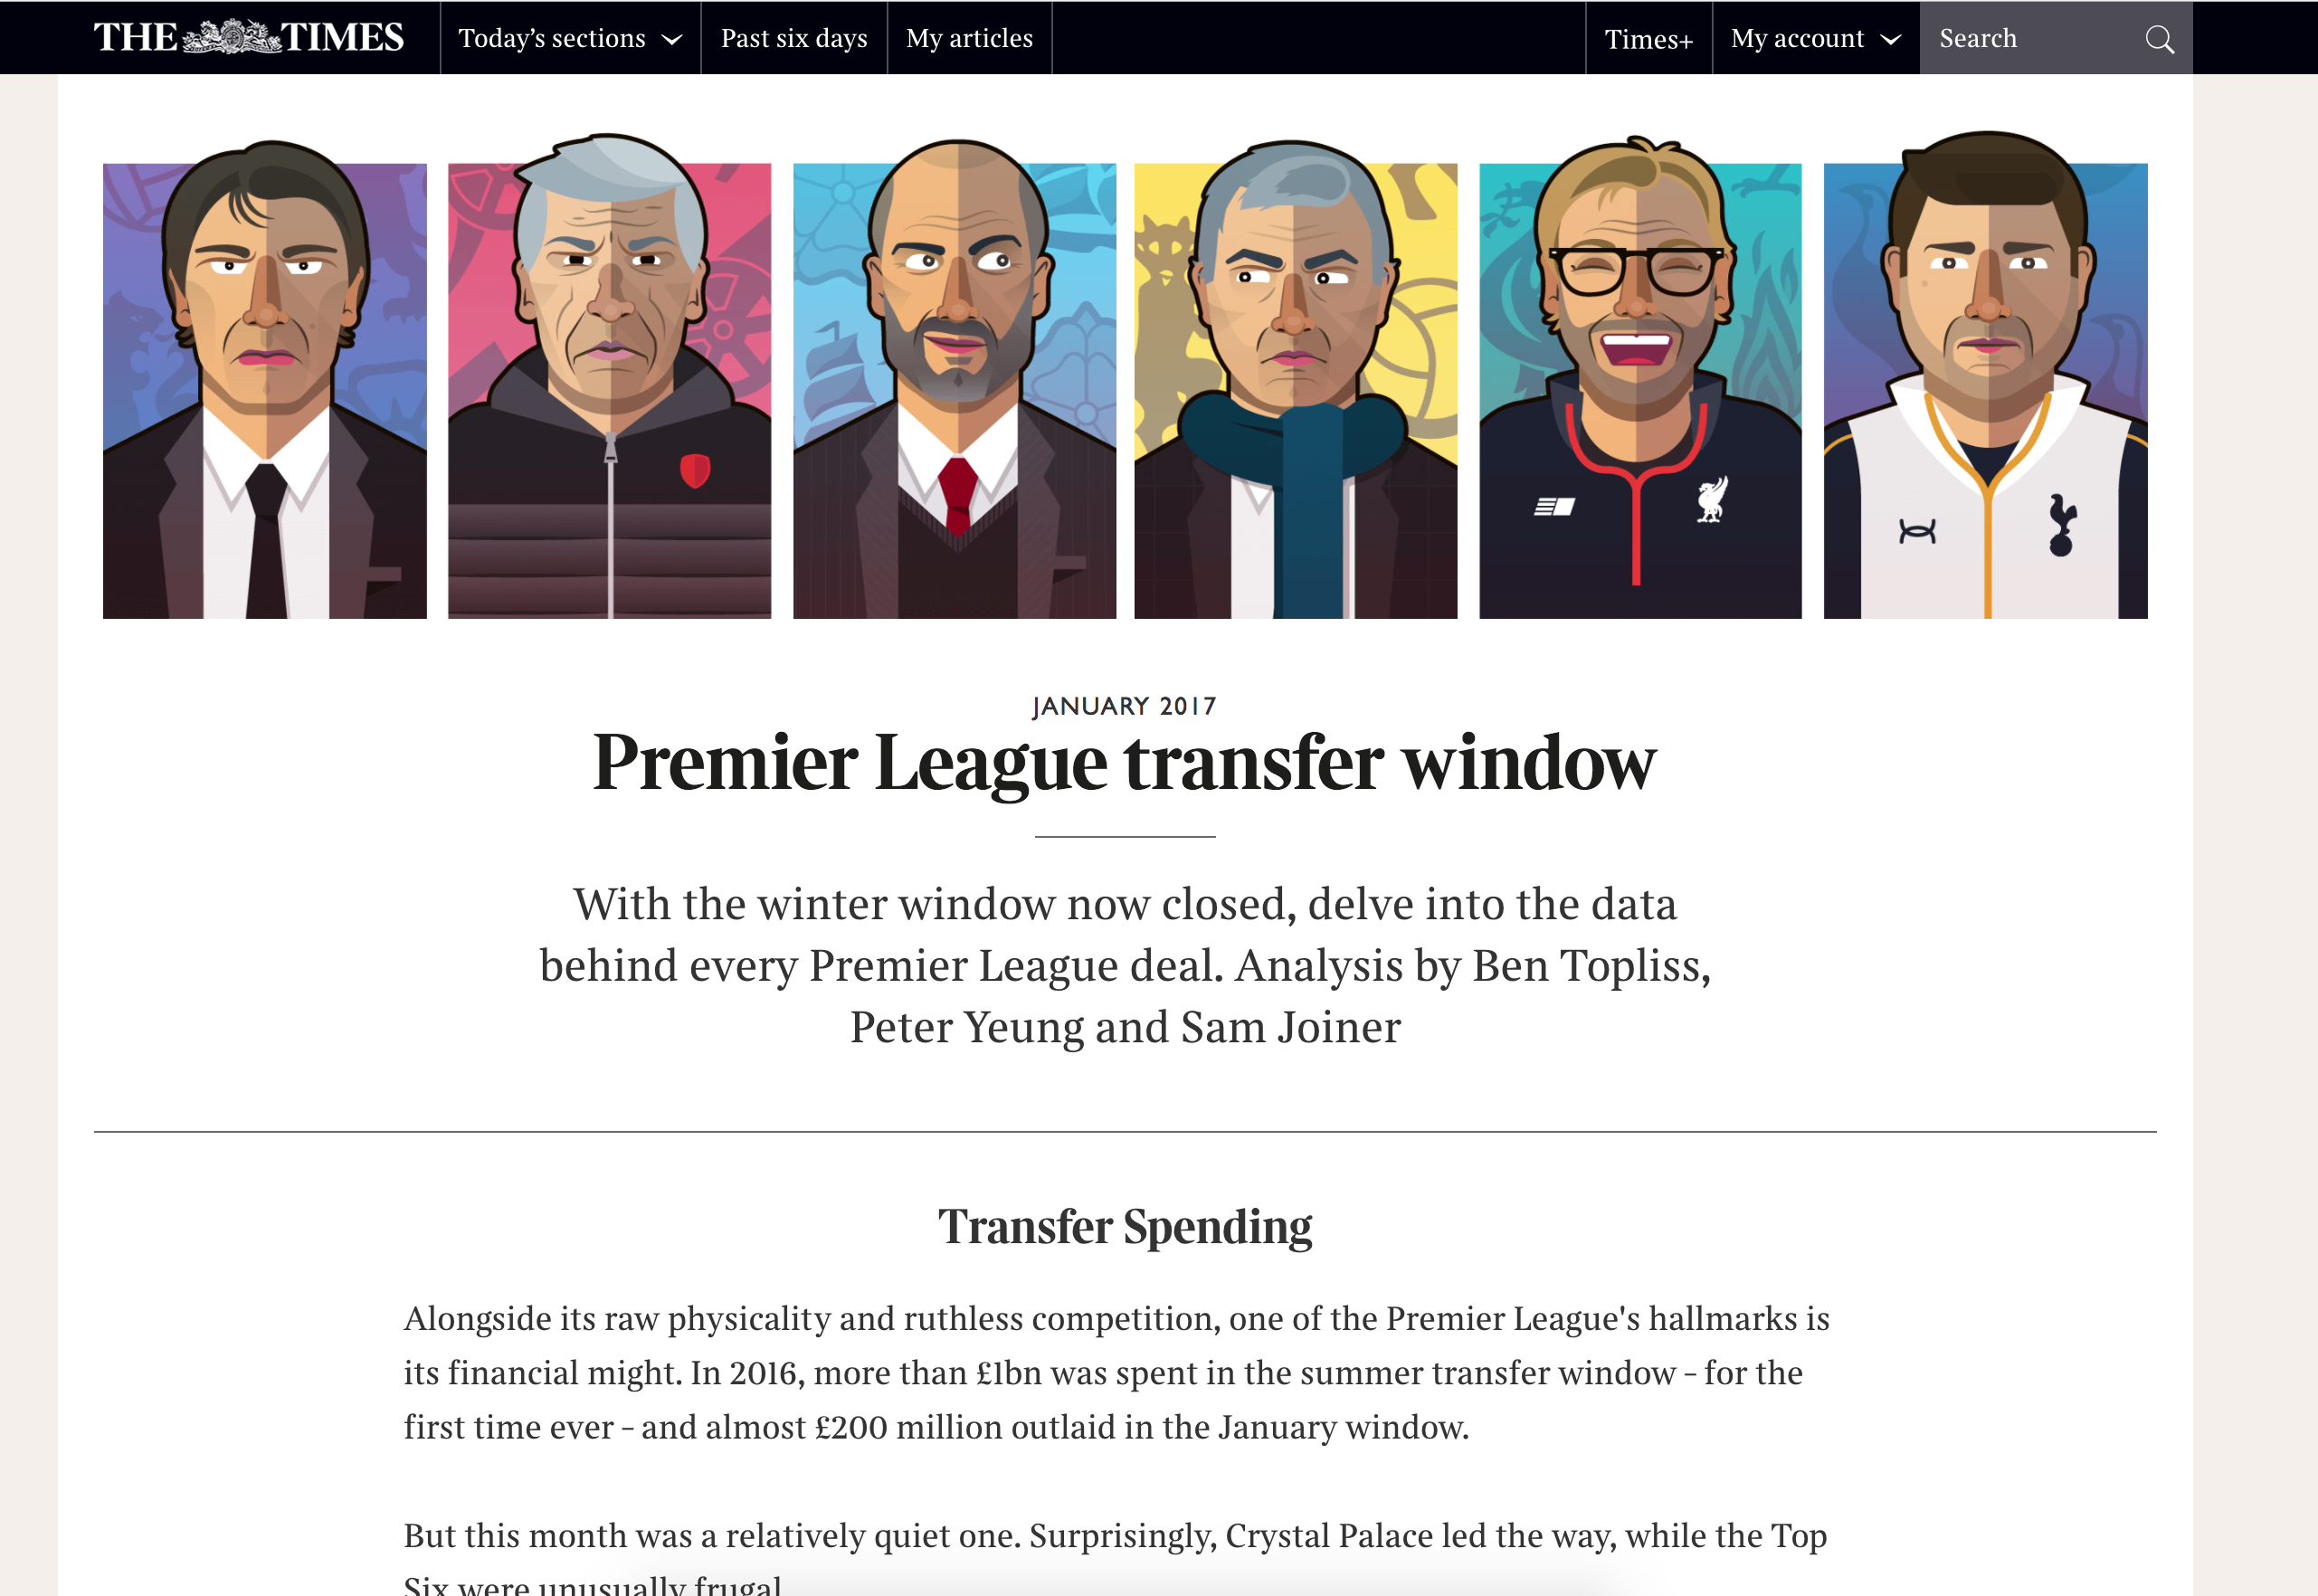 THE TIMES
Today’s sections
Past six days
My articles
Times+
My account
Search
JANUARY 2017
Premier League transfer window
With the winter window now closed, delve into the data
behind every Premier League deal. Analysis by Ben Topliss,
Peter Yeung and Sam Joiner
Transfer Spending
Alongside its raw physicality and ruthless competition, one of the Premier League's hallmarks is
its financial might. In 2016, more than £1bn was spent in the summer transfer window – for the
first time ever – and almost £200 million outlaid in the January window.
But this month was a relatively quiet one. Surprisingly, Crystal Palace led the way, while the Top
Six were unusually frugal